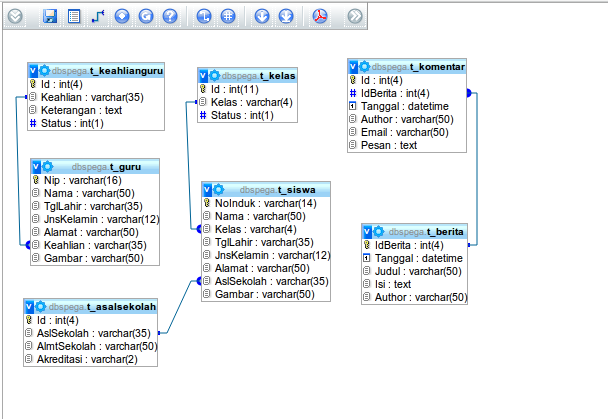 dbspega.t_keahlianguru
Id : int(4)
Keahlian : varchar(35)
Keterangan : text
# Status : int(1)
dbspega.t_kelas
Id : int(11)
Kelas : varchar(4)
# Status : int(1)
dbspega.t_komentar
Id : int(4)
# IdBerita : int(4)
Tanggal : datetime
Author : varchar(50)
Email : varchar(50)
Pesan : text
dbspega.t_guru
Nip : varchar(16)
Nama : varchar(50)
TglLahir : varchar(35)
JnsKelamin : varchar(12)
Alamat : varchar(50)
Keahlian : varchar(35)
Gambar : varchar(50)
dbspega.t_siswa
NoInduk : varchar(14)
Nama : varchar(50)
Kelas : varchar(4)
TglLahir : varchar(35)
JnsKelamin : varchar(12)
Alamat : varchar(50)
AslSekolah : varchar(35)
Gambar : varchar(50)
dbspega.t_berita
IdBerita : int(4)
Tanggal : datetime
Judul : varchar(50)
Isi : text
Author : varchar(50)
dbspega.t_asalsekolah
Id : int(4)
AslSekolah : varchar(35)
AlmtSekolah : varchar(50)
Akreditasi : varchar(2)